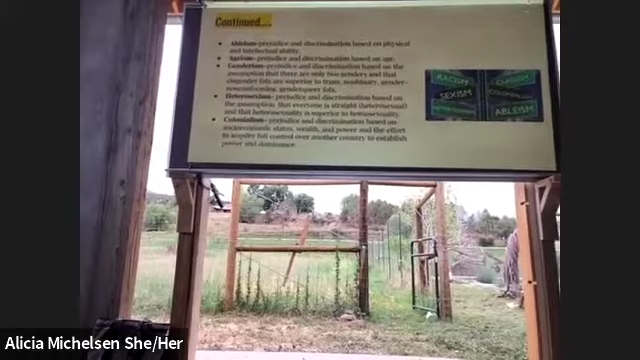 Continued....
Ableism-prejudice and discrimination based on physical
and intellectual ability.
Ageism-prejudice and discrimination based on age.
Genderism-prejudice and discrimination based on the
assumption that there are only two genders and that
cisgender folx are superior to trans, nonbinary, gender-
nonconforming, genderqueer folx.
Heterosexism- prejudice and discrimination based on
the assumption that everyone is straight (heterosexual)
and that heterosexuality is superior to homosexuality.
Colonialism- prejudice and discrimination based on
socioeconomic status, wealth, and power and the effort
to acquire full control over another country to establish
power and dominance.
RACISM
SEXISM
ABLEISM
Alicia Michelsen She/Her